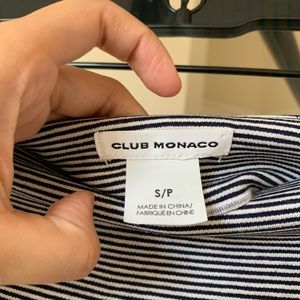 CLUB MONACO
S/P
MADE IN CHINA/
FABRIQUÉ EN CHINE